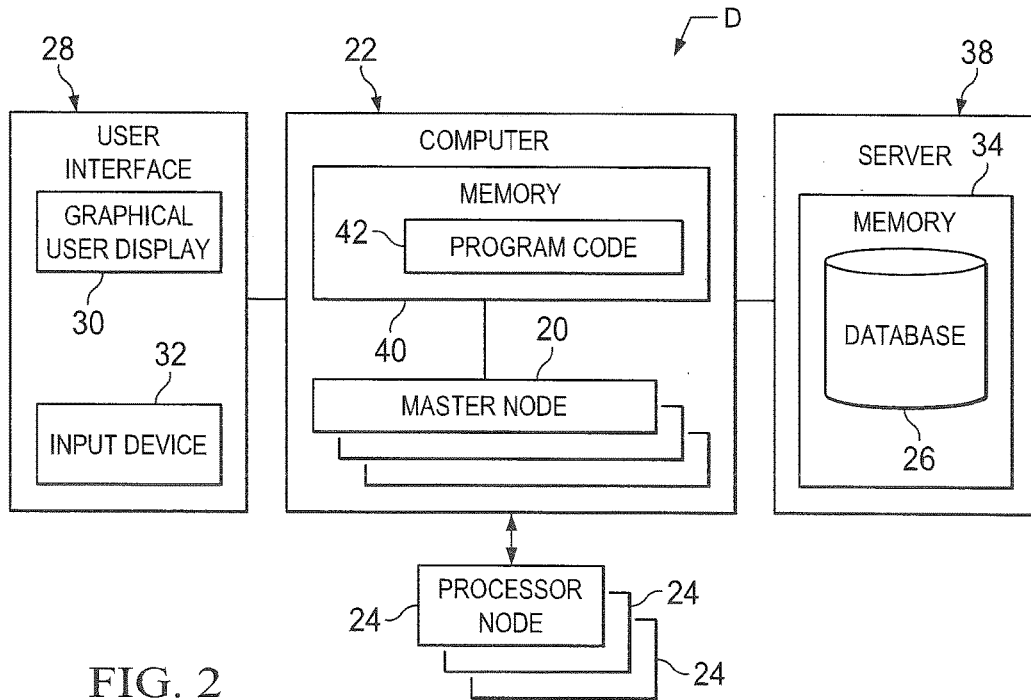 D
28
22
38
USER
INTERFACE
GRAPHICAL
USER DISPLAY
30
32
INPUT DEVICE
COMPUTER
MEMORY
42
PROGRAM CODE
40
20
MASTER NODE
SERVER
34
MEMORY
DATABASE
26
24
PROCESSOR
NODE
24
24
FIG. 2